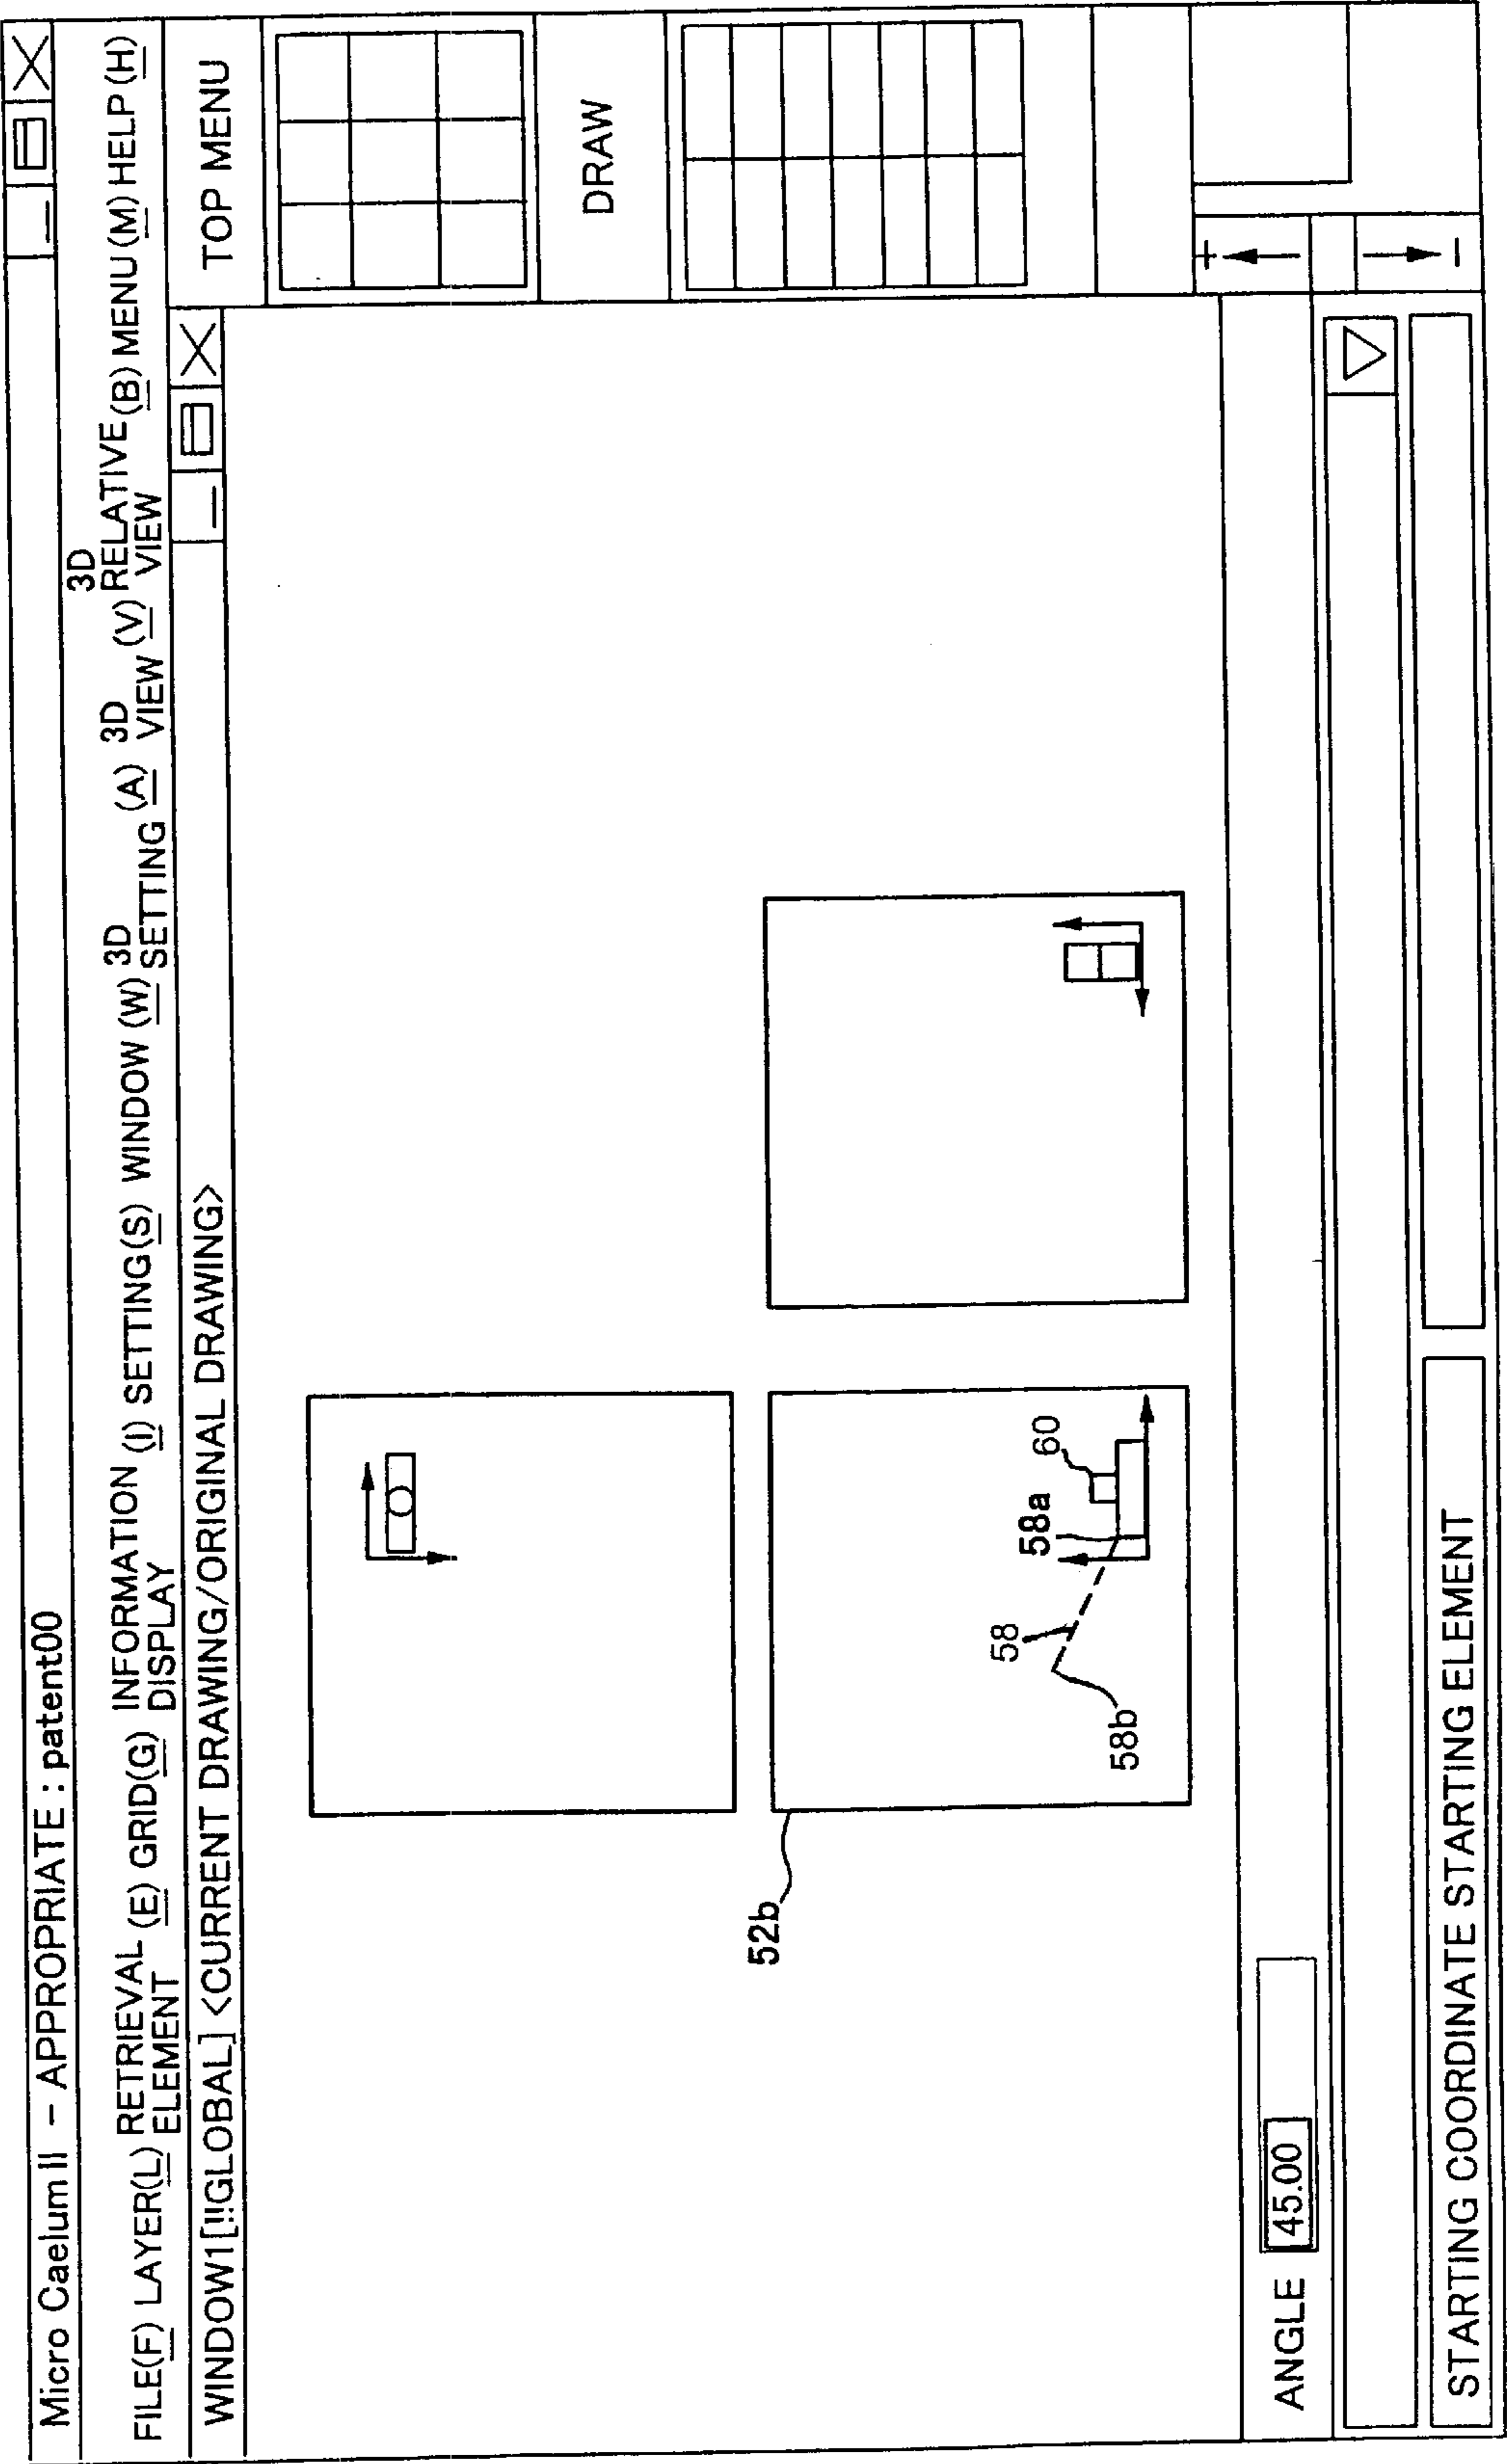 Micro Caelum II – APPROPRIATE : patent00
FILE(F) LAYER(L) RETRIEVAL ELEMENT (E) GRID(G) INFORMATION DISPLAY (I) SETTING(S) WINDOW (W) 3D SETTING (A) 3D VIEW (V) 3D RELATIVE VIEW (B) MENU (M) HELP (H)
WINDOW1[!!GLOBAL] <CURRENT DRAWING/ORIGINAL DRAWING>
TOP MENU
DRAW
52b
58
58a
58b
60
+
–
ANGLE 45.00
STARTING COORDINATE STARTING ELEMENT